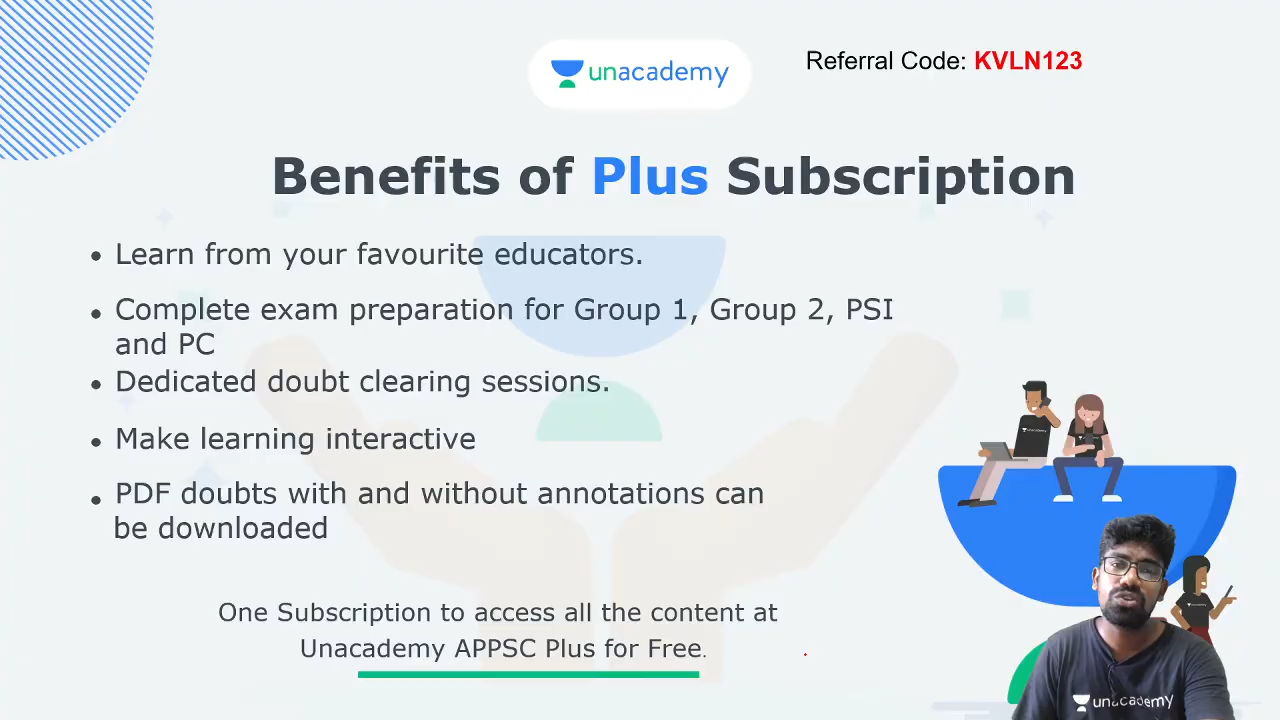 unacademy
Referral Code: KVLN123
Benefits of Plus Subscription
• Learn from your favourite educators.
• Complete exam preparation for Group 1, Group 2, PSI
and PC
• Dedicated doubt clearing sessions.
• Make learning interactive
• PDF doubts with and without annotations can
be downloaded
One Subscription to access all the content at
Unacademy APPSC Plus for Free.
unacademy
unacademy